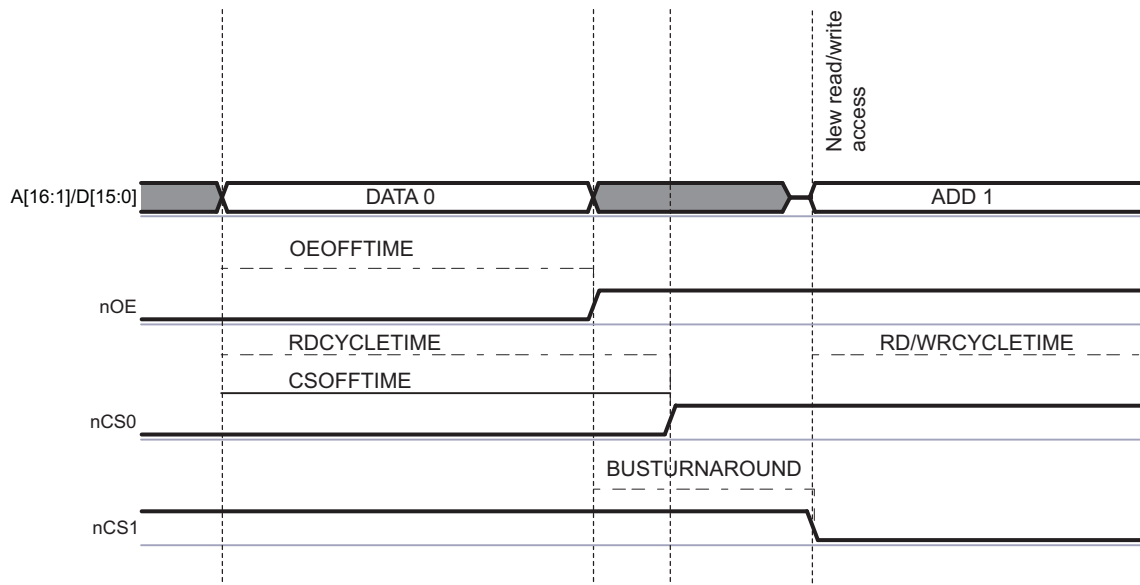 New read/write
access
A[16:1]/D[15:0]
DATA 0
ADD 1
OEOFFTIME
nOE
RDCYCLETIME
RD/WRCYCLETIME
CSOFFTIME
nCS0
BUSTURNAROUND
nCS1